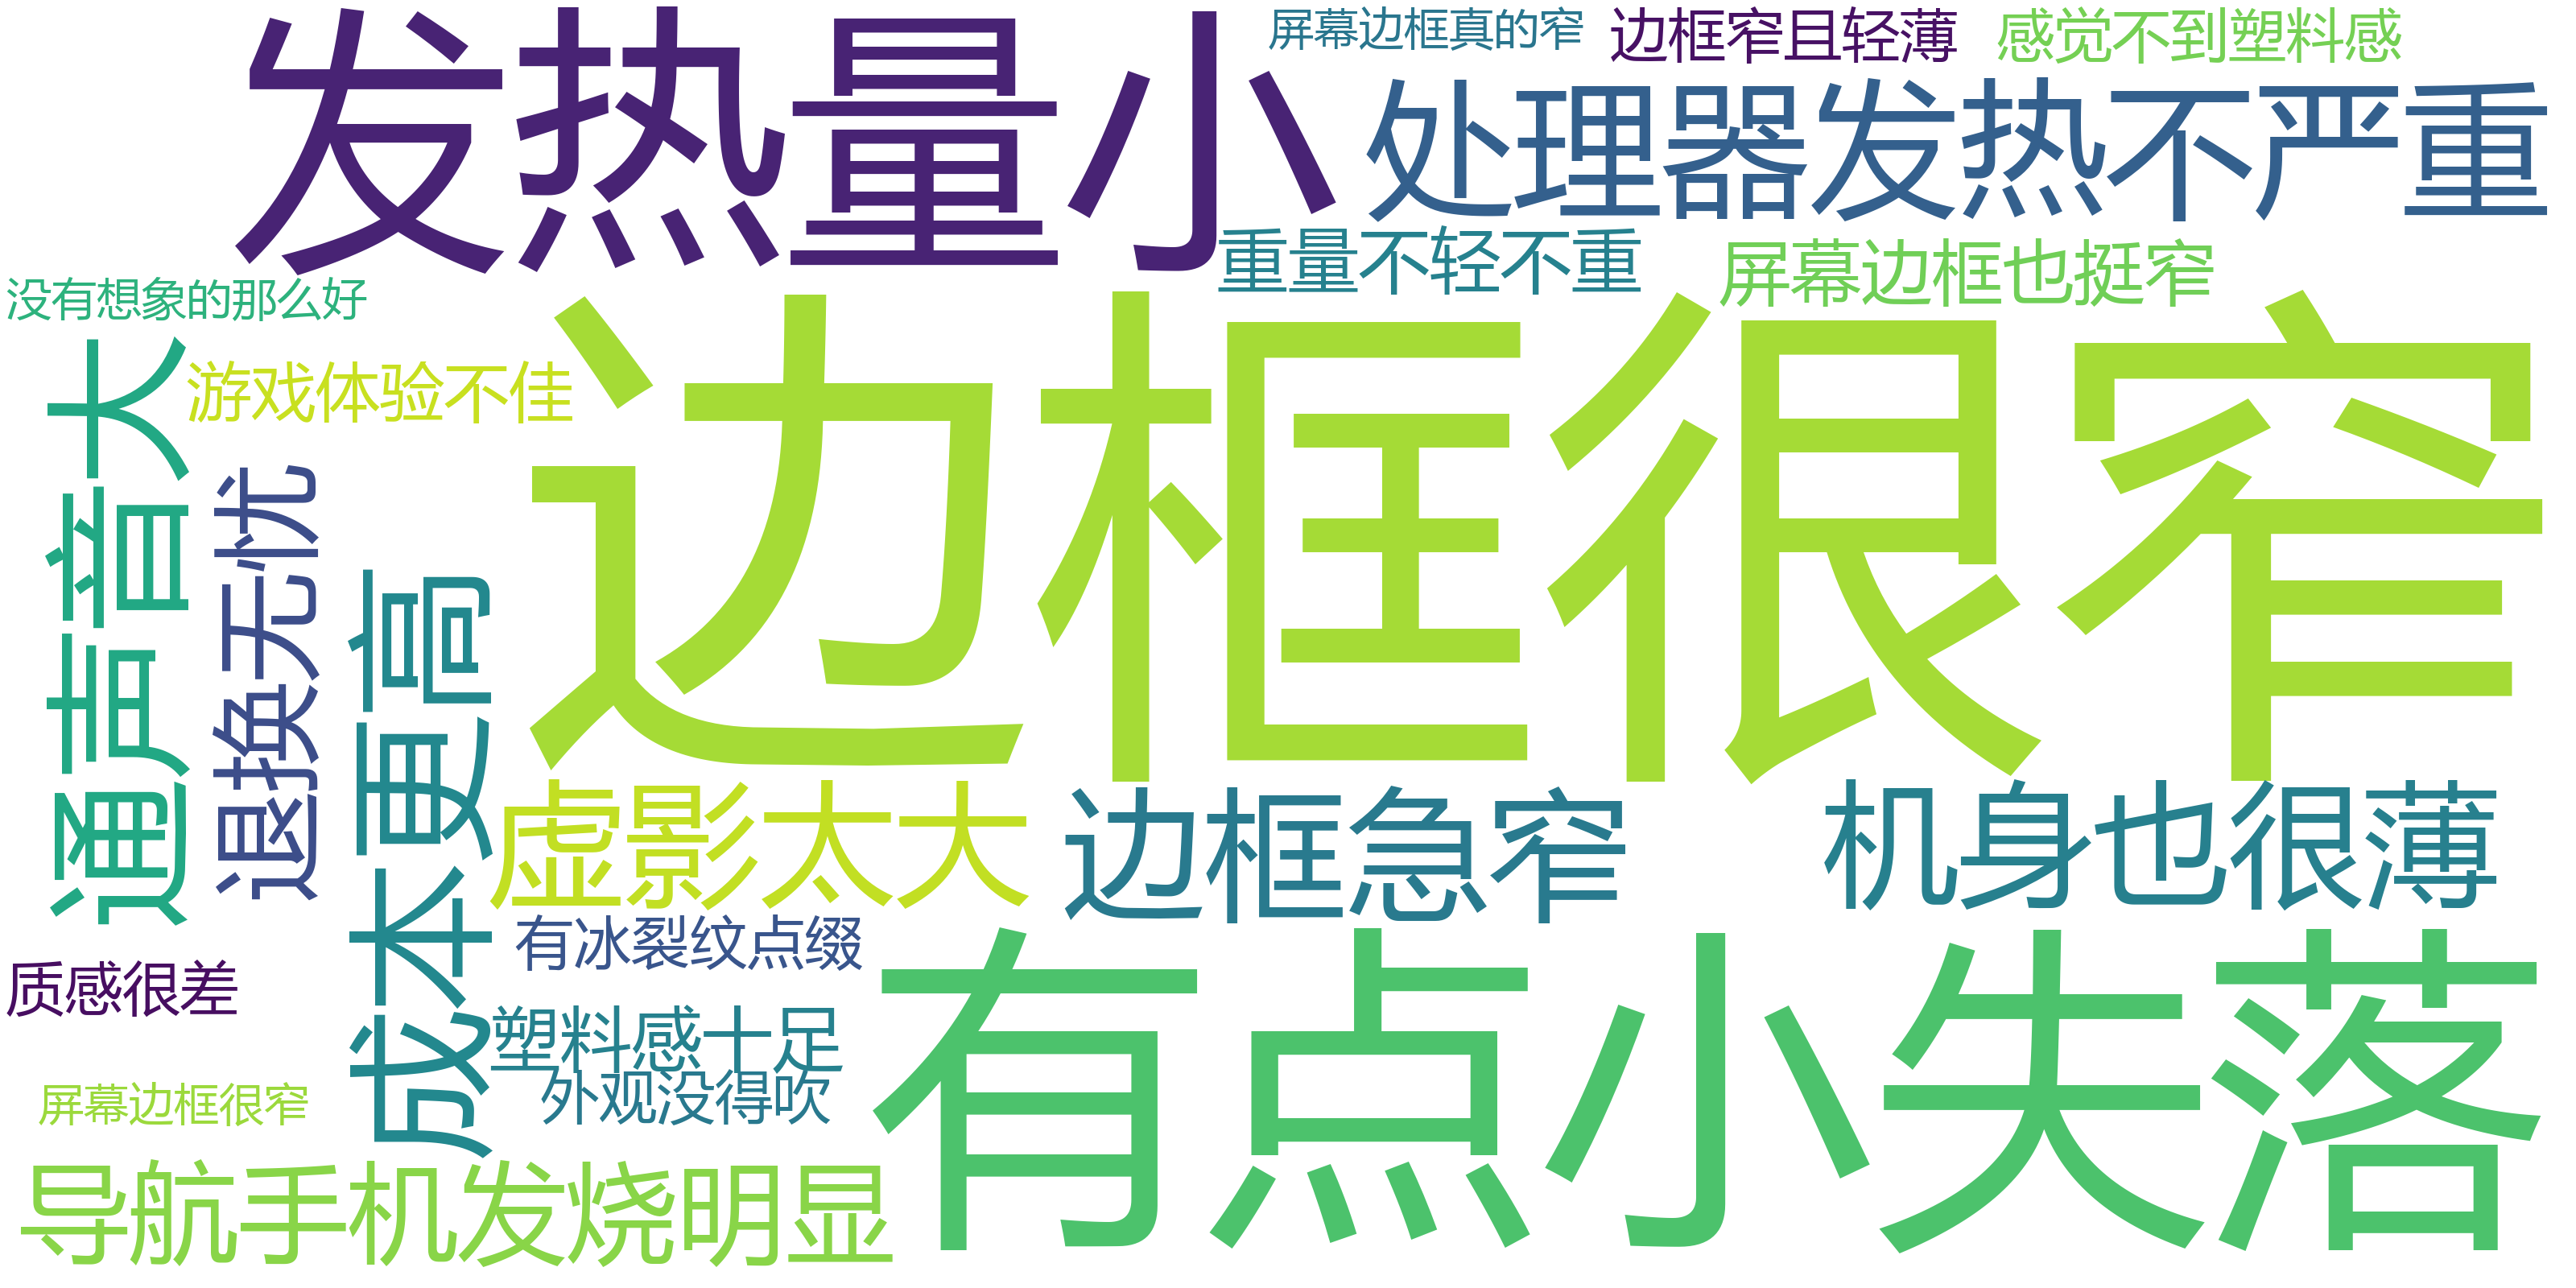 发热量小
屏幕边框真的窄
边框窄且轻薄
感觉不到塑料感
处理器发热不严重
重量不轻不重
屏幕边框也挺窄
没有想象的那么好
游戏体验不佳
边框很窄
通声音大
退换无忧
成本更高
虚影太大
边框急窄
机身也很薄
有冰裂纹点缀
有点小失落
质感很差
塑料感十足
外观没得吹
屏幕边框很窄
导航手机发烧明显